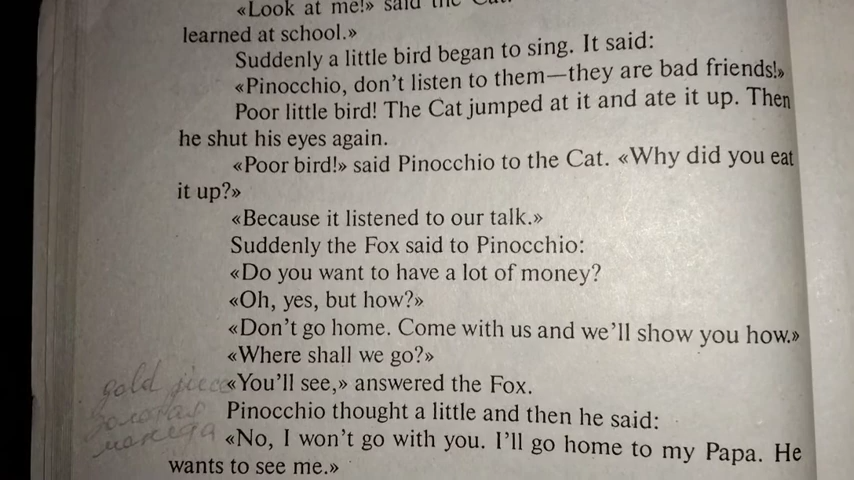 «Look at me!» said the Cat.
learned at school.»
Suddenly a little bird began to sing. It said:
«Pinocchio, don't listen to them—they are bad friends!»
Poor little bird! The Cat jumped at it and ate it up. Then
he shut his eyes again.
«Poor bird!» said Pinocchio to the Cat. «Why did you eat
it up?»
«Because it listened to our talk.»
Suddenly the Fox said to Pinocchio:
«Do you want to have a lot of money?
«Oh, yes, but how?»
«Don't go home. Come with us and we'll show you how.»
«Where shall we go?»
gold piece
«You'll see,» answered the Fox.
золотая
Pinocchio thought a little and then he said:
монета
«No, I won't go with you. I'll go home to my Papa. He
wants to see me.»